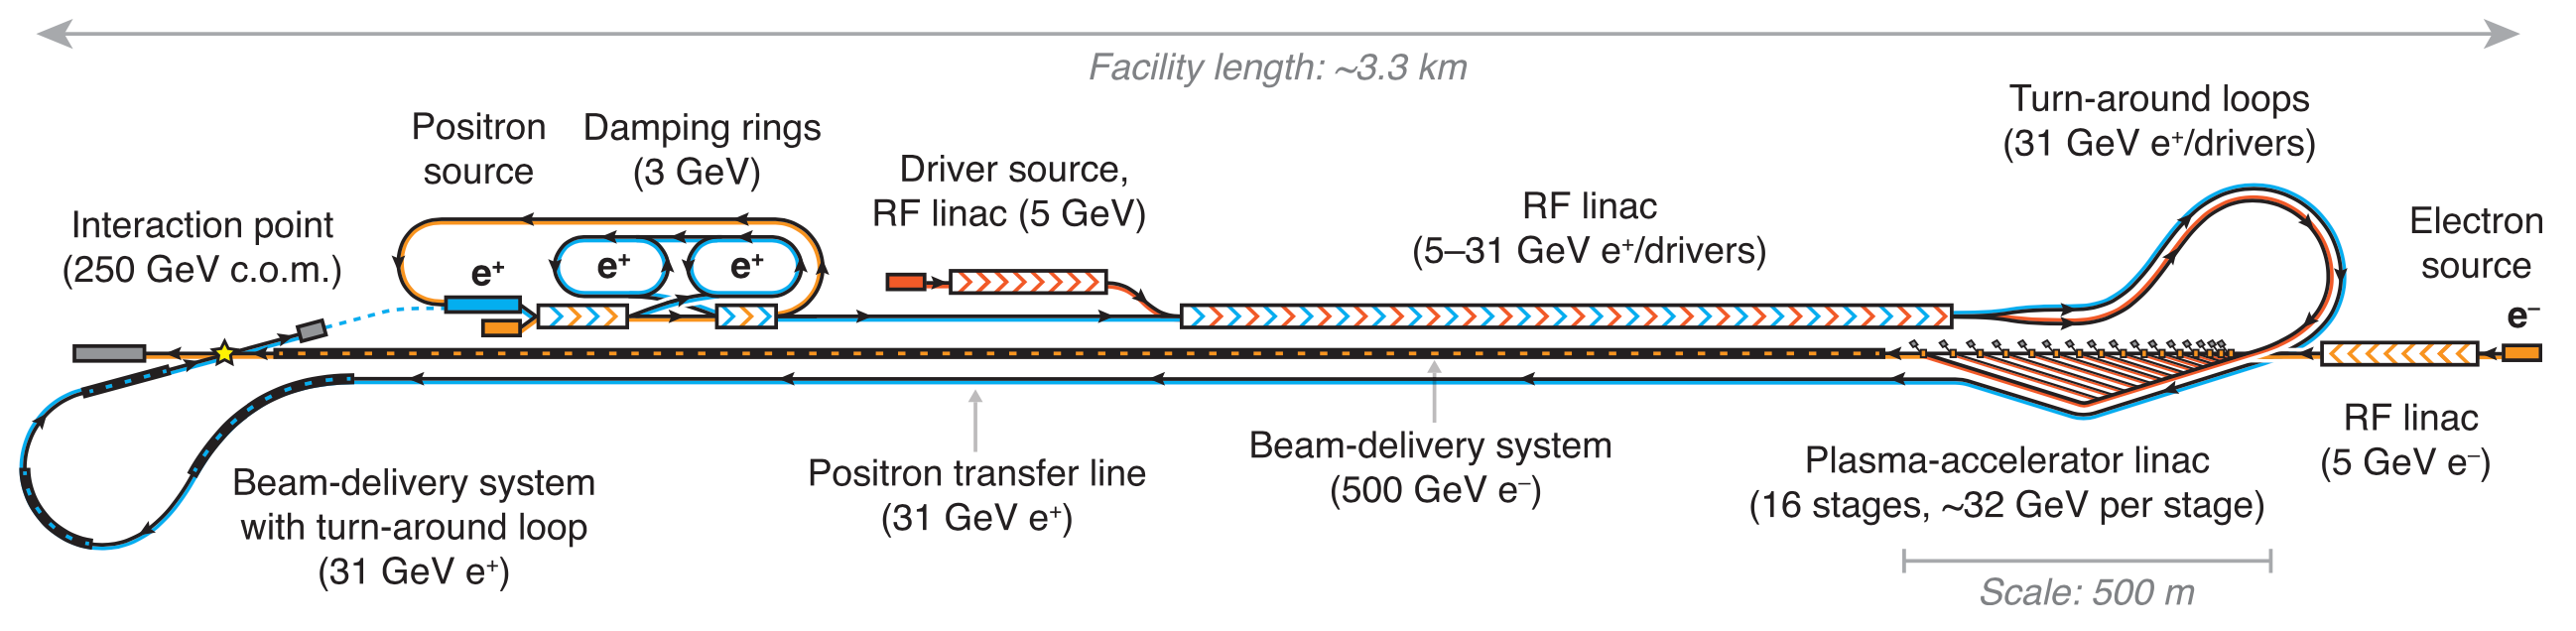 Facility length: ~3.3 km
Turn-around loops
(31 GeV e⁺/drivers)
Positron
source
Damping rings
(3 GeV)
Driver source,
RF linac (5 GeV)
RF linac
(5–31 GeV e⁺/drivers)
Interaction point
(250 GeV c.o.m.)
Electron
source
e⁺
e⁺
e⁺
e⁻
Beam-delivery system
with turn-around loop
(31 GeV e⁺)
Positron transfer line
(31 GeV e⁺)
Beam-delivery system
(500 GeV e⁻)
Plasma-accelerator linac
(16 stages, ~32 GeV per stage)
RF linac
(5 GeV e⁻)
Scale: 500 m